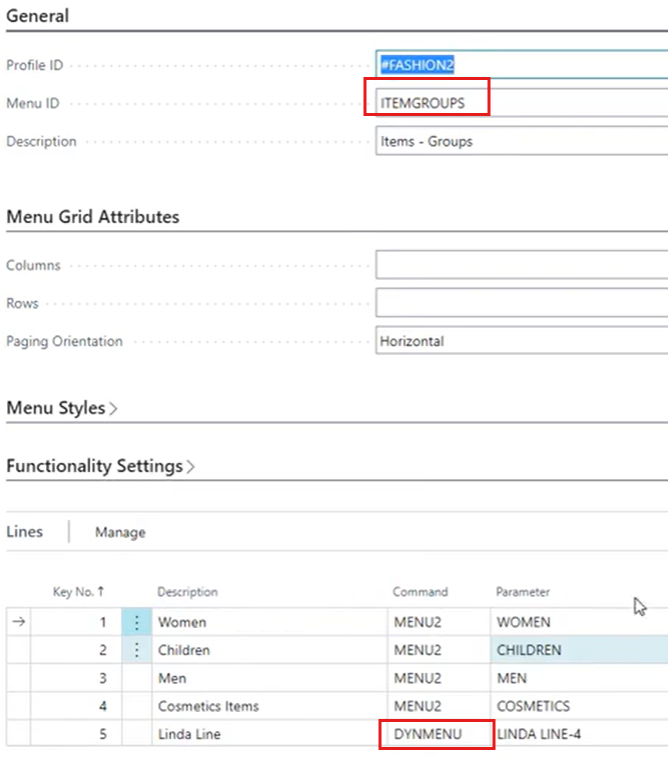 General
Profile ID #FASHION2
Menu ID ITEMGROUPS
Description Items - Groups
Menu Grid Attributes
Columns
Rows
Paging Orientation Horizontal
Menu Styles >
Functionality Settings >
Lines Manage
Key No. ↑ Description Command Parameter
→ 1 ⋮ Women MENU2 WOMEN
2 ⋮ Children MENU2 CHILDREN
3 Men MENU2 MEN
4 Cosmetics Items MENU2 COSMETICS
5 Linda Line DYNMENU LINDA LINE-4